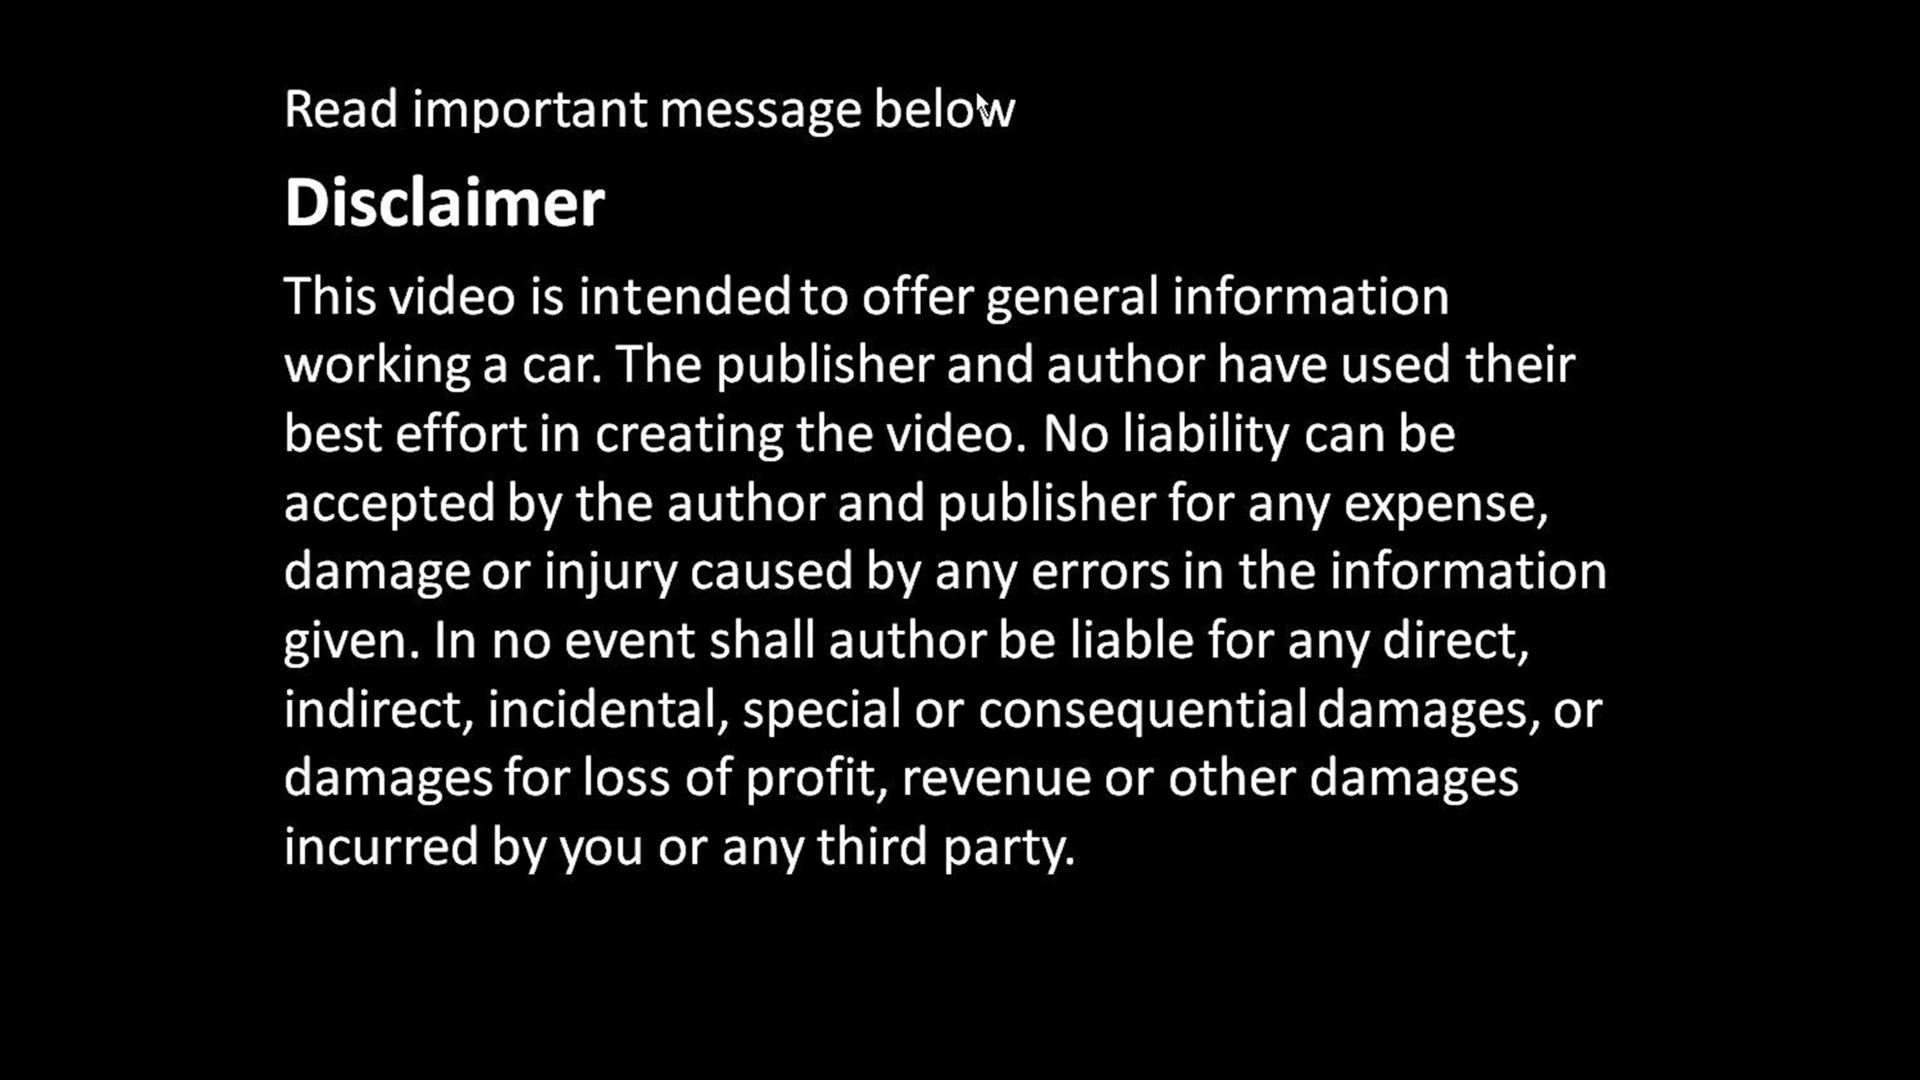 Read important message below
Disclaimer
This video is intended to offer general information
working a car. The publisher and author have used their
best effort in creating the video. No liability can be
accepted by the author and publisher for any expense,
damage or injury caused by any errors in the information
given. In no event shall author be liable for any direct,
indirect, incidental, special or consequential damages, or
damages for loss of profit, revenue or other damages
incurred by you or any third party.